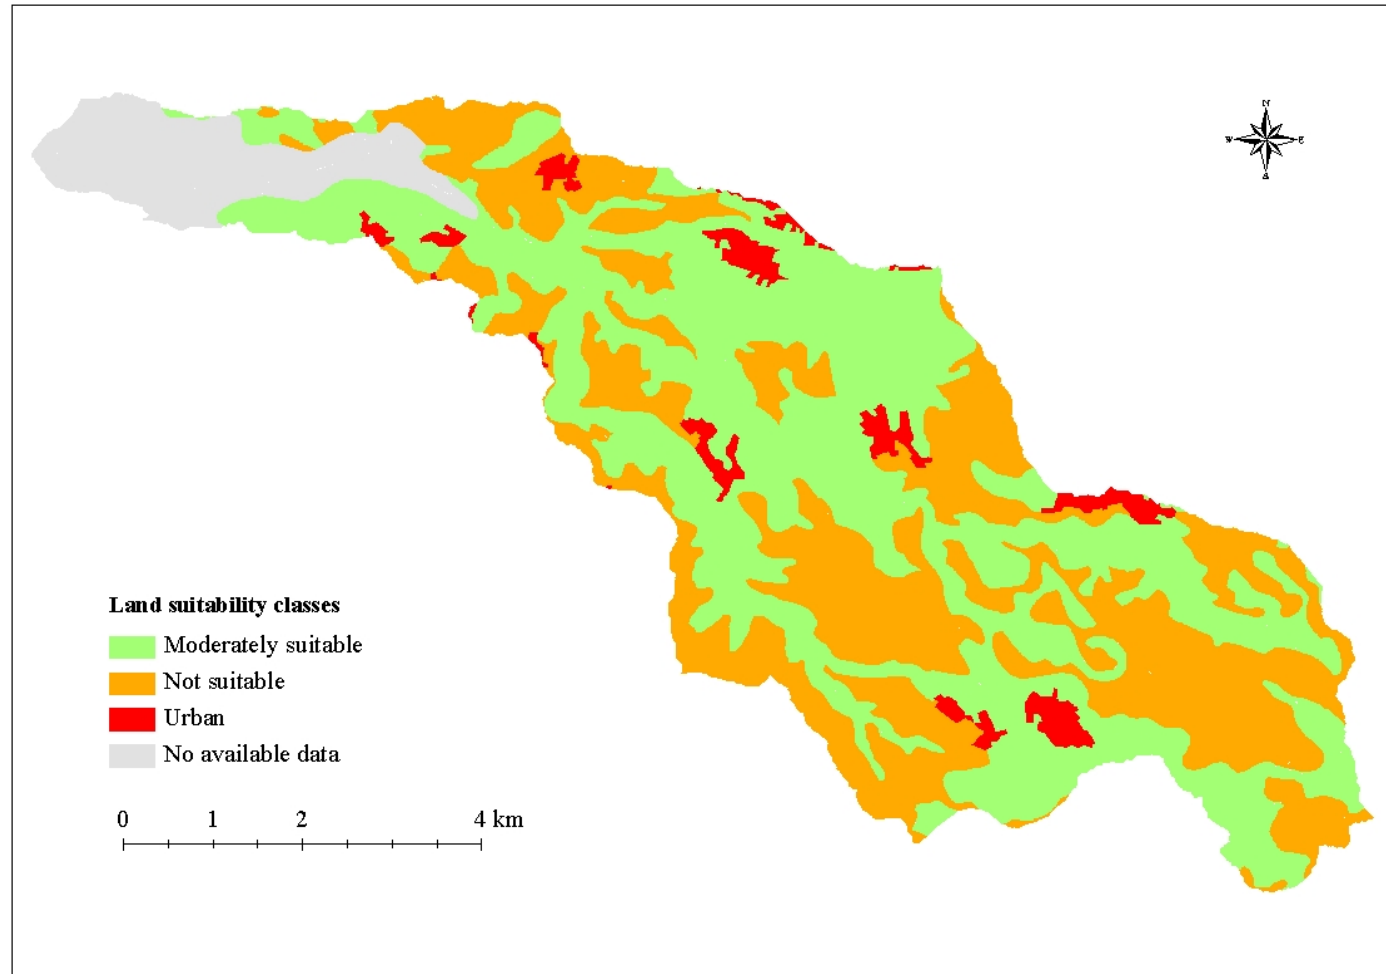 N
W E
Land suitability classes
Moderately suitable
Not suitable
Urban
No available data
0 1 2 4 km